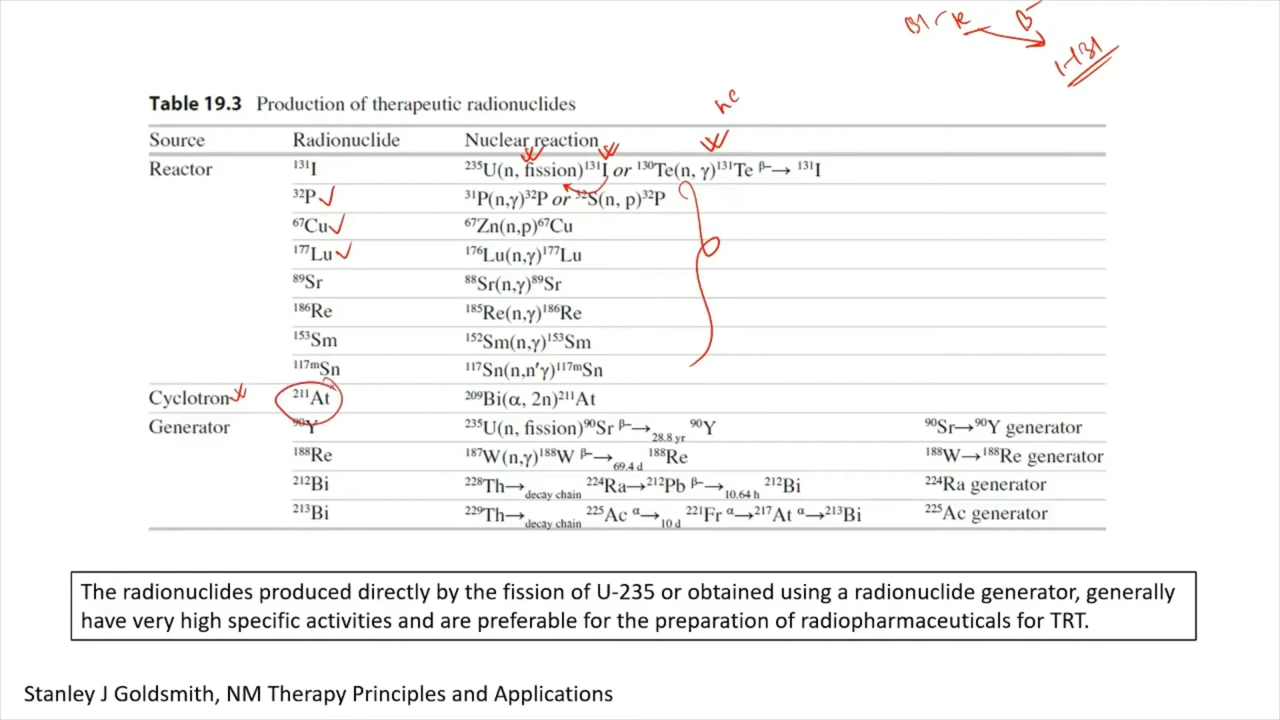 β⁻
I-131
Table 19.3 Production of therapeutic radionuclides
nc
Source Radionuclide Nuclear reaction
Reactor ¹³¹I ²³⁵U(n, fission)¹³¹I or ¹³⁰Te(n, γ)¹³¹Te β−→ ¹³¹I
³²P ³¹P(n,γ)³²P or ³²S(n, p)³²P
⁶⁷Cu ⁶⁷Zn(n,p)⁶⁷Cu
¹⁷⁷Lu ¹⁷⁶Lu(n,γ)¹⁷⁷Lu
⁸⁹Sr ⁸⁸Sr(n,γ)⁸⁹Sr
¹⁸⁶Re ¹⁸⁵Re(n,γ)¹⁸⁶Re
¹⁵³Sm ¹⁵²Sm(n,γ)¹⁵³Sm
¹¹⁷ᵐSn ¹¹⁷Sn(n,n′γ)¹¹⁷ᵐSn
Cyclotron ²¹¹At ²⁰⁹Bi(α, 2n)²¹¹At
Generator ⁹⁰Y ²³⁵U(n, fission)⁹⁰Sr β−→ 28.8 yr ⁹⁰Y ⁹⁰Sr→⁹⁰Y generator
¹⁸⁸Re ¹⁸⁷W(n,γ)¹⁸⁸W β−→ 69.4 d ¹⁸⁸Re ¹⁸⁸W→¹⁸⁸Re generator
²¹²Bi ²²⁸Th→ decay chain ²²⁴Ra→²¹²Pb β−→ 10.64 h ²¹²Bi ²²⁴Ra generator
²¹³Bi ²²⁹Th→ decay chain ²²⁵Ac α→ 10 d ²²¹Fr α→²¹⁷At α→²¹³Bi ²²⁵Ac generator
The radionuclides produced directly by the fission of U-235 or obtained using a radionuclide generator, generally
have very high specific activities and are preferable for the preparation of radiopharmaceuticals for TRT.
Stanley J Goldsmith, NM Therapy Principles and Applications